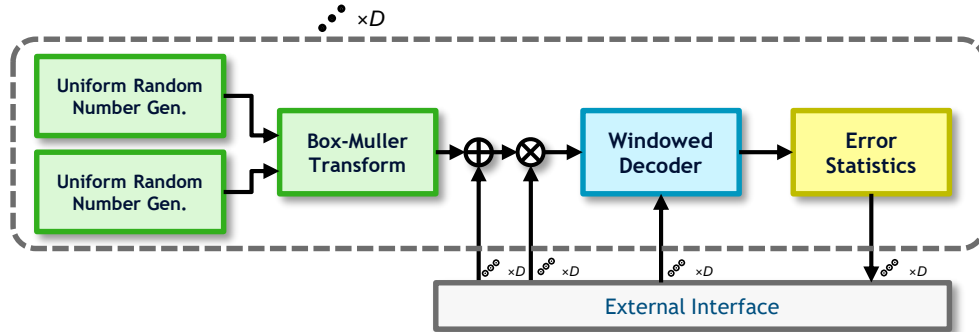 ×D
Uniform Random
Number Gen.
Box-Muller
Transform
Windowed
Decoder
Error
Statistics
Uniform Random
Number Gen.
×D
×D
×D
×D
External Interface